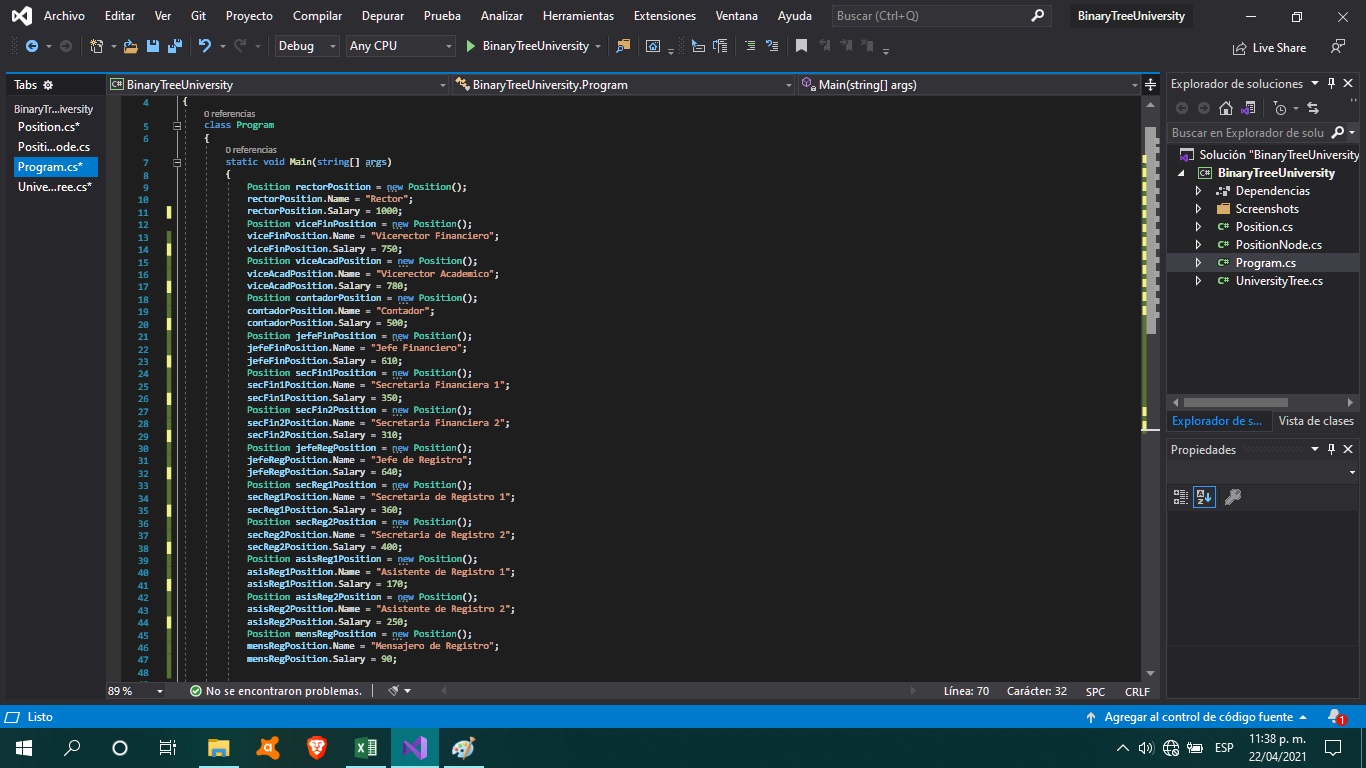 Archivo Editar Ver Git Proyecto Compilar Depurar Prueba Analizar Herramientas Extensiones Ventana Ayuda Buscar (Ctrl+Q) BinaryTreeUniversity
Debug Any CPU BinaryTreeUniversity Live Share
Tabs
BinaryTr...iversity
Position.cs*
Positi...ode.cs
Program.cs*
Unive...ree.cs*
BinaryTreeUniversity BinaryTreeUniversity.Program Main(string[] args)
4 {
0 referencias
5 class Program
6 {
0 referencias
7 static void Main(string[] args)
8 {
9 Position rectorPosition = new Position();
10 rectorPosition.Name = "Rector";
11 rectorPosition.Salary = 1000;
12 Position viceFinPosition = new Position();
13 viceFinPosition.Name = "Vicerector Financiero";
14 viceFinPosition.Salary = 750;
15 Position viceAcadPosition = new Position();
16 viceAcadPosition.Name = "Vicerector Academico";
17 viceAcadPosition.Salary = 780;
18 Position contadorPosition = new Position();
19 contadorPosition.Name = "Contador";
20 contadorPosition.Salary = 500;
21 Position jefeFinPosition = new Position();
22 jefeFinPosition.Name = "Jefe Financiero";
23 jefeFinPosition.Salary = 610;
24 Position secFin1Position = new Position();
25 secFin1Position.Name = "Secretaria Financiera 1";
26 secFin1Position.Salary = 350;
27 Position secFin2Position = new Position();
28 secFin2Position.Name = "Secretaria Financiera 2";
29 secFin2Position.Salary = 310;
30 Position jefeRegPosition = new Position();
31 jefeRegPosition.Name = "Jefe de Registro";
32 jefeRegPosition.Salary = 640;
33 Position secReg1Position = new Position();
34 secReg1Position.Name = "Secretaria de Registro 1";
35 secReg1Position.Salary = 360;
36 Position secReg2Position = new Position();
37 secReg2Position.Name = "Secretaria de Registro 2";
38 secReg2Position.Salary = 400;
39 Position asisReg1Position = new Position();
40 asisReg1Position.Name = "Asistente de Registro 1";
41 asisReg1Position.Salary = 170;
42 Position asisReg2Position = new Position();
43 asisReg2Position.Name = "Asistente de Registro 2";
44 asisReg2Position.Salary = 250;
45 Position mensRegPosition = new Position();
46 mensRegPosition.Name = "Mensajero de Registro";
47 mensRegPosition.Salary = 90;
48
89 % No se encontraron problemas. Línea: 70 Carácter: 32 SPC CRLF
Explorador de soluciones
Buscar en Explorador de solu
Solución "BinaryTreeUniversity
BinaryTreeUniversity
Dependencias
Screenshots
Position.cs
PositionNode.cs
Program.cs
UniversityTree.cs
Explorador de s... Vista de clases
Propiedades
Listo Agregar al control de código fuente 1
ESP 11:38 p. m.
22/04/2021